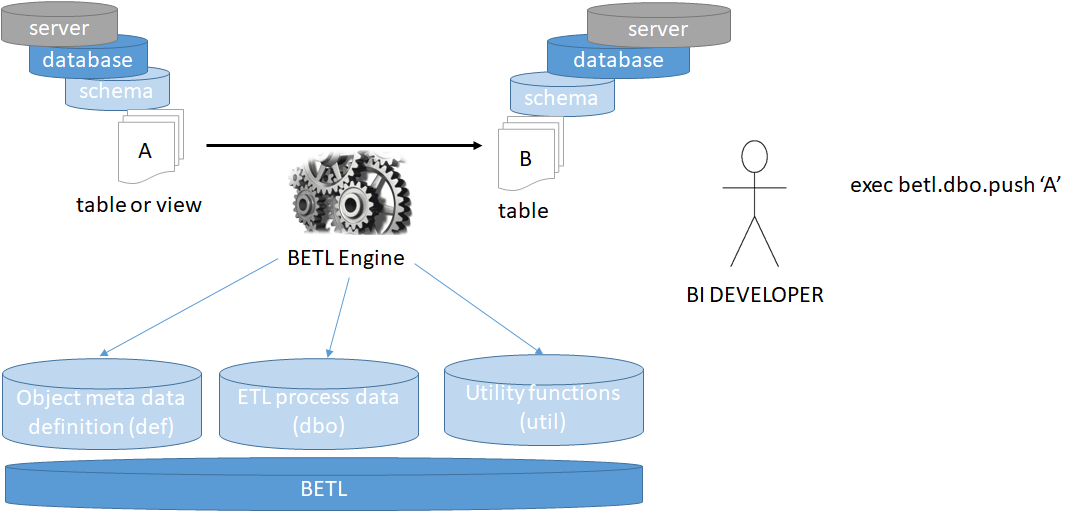 server
database
schema
A
table or view
server
database
schema
B
table
BETL Engine
BI DEVELOPER
exec betl.dbo.push ‘A’
Object meta data
definition (def)
ETL process data
(dbo)
Utility functions
(util)
BETL